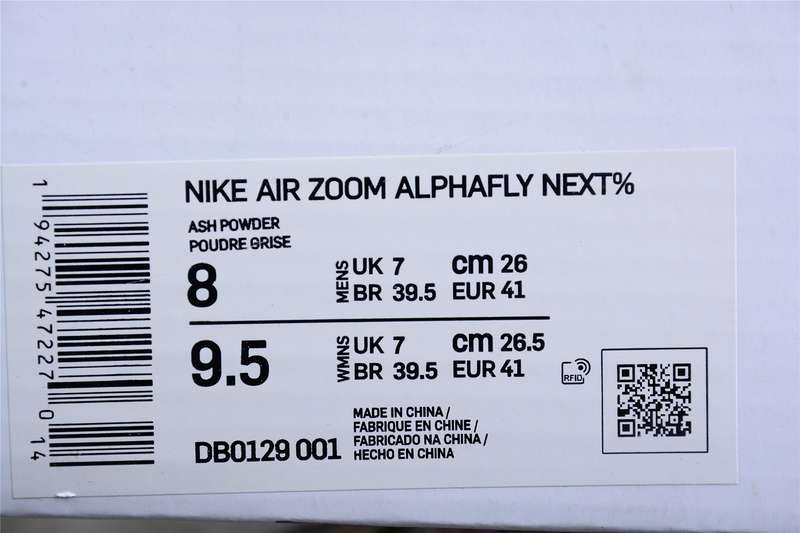 NIKE AIR ZOOM ALPHAFLY NEXT%
ASH POWDER
POUDRE GRISE
8
MENS
UK 7 cm 26
BR 39.5 EUR 41
9.5
WMNS
UK 7 cm 26.5
BR 39.5 EUR 41
RFID
DB0129 001
MADE IN CHINA /
FABRIQUE EN CHINE /
FABRICADO NA CHINA /
HECHO EN CHINA
1 94275 47227 0 14